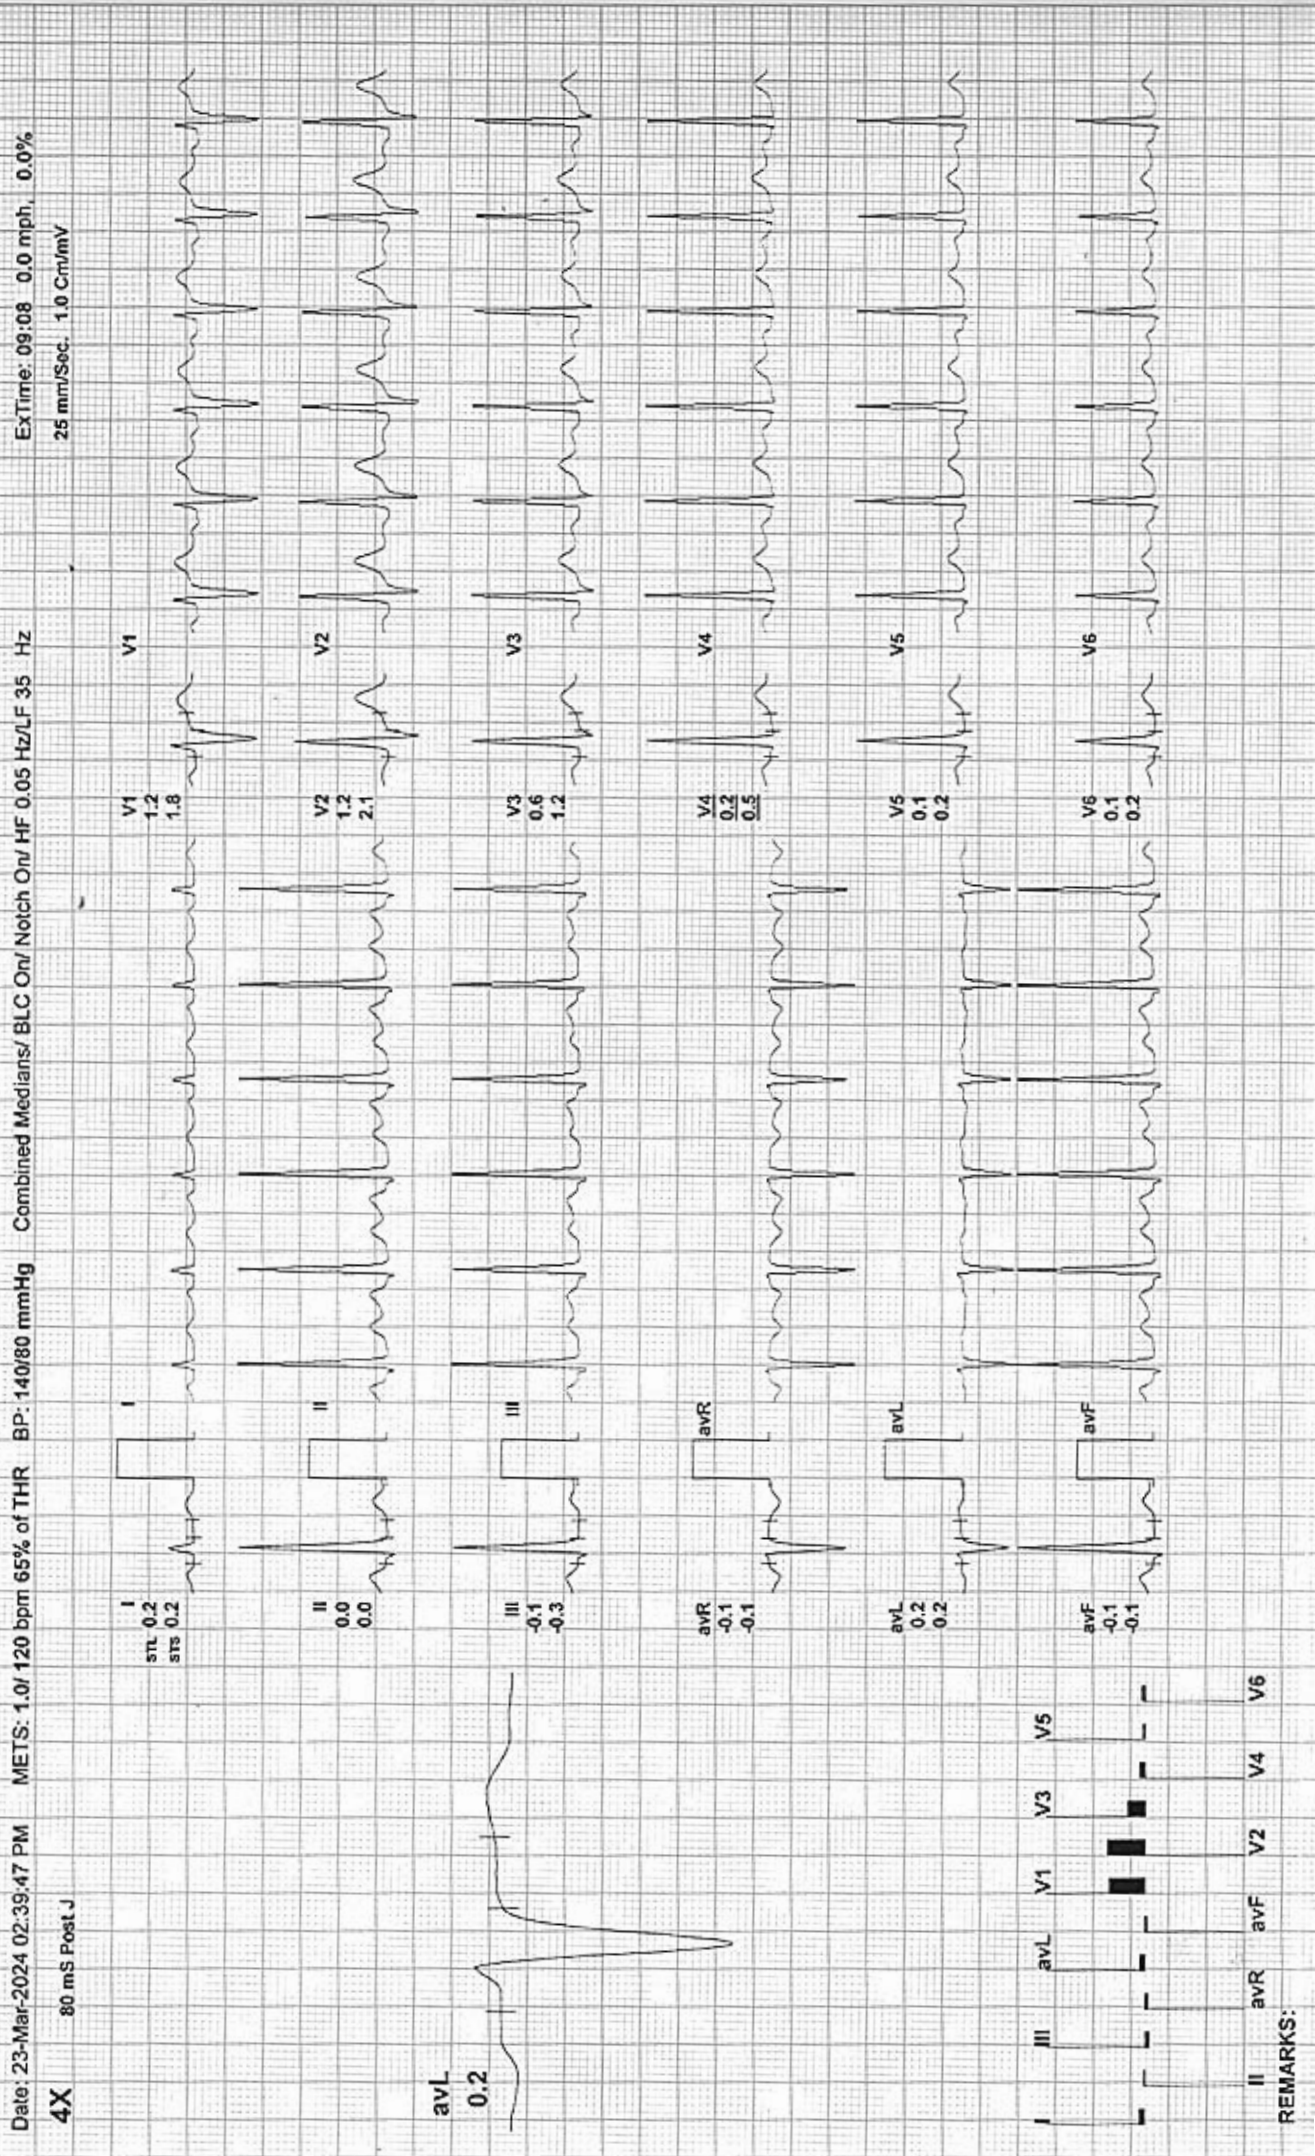 Date: 23-Mar-2024 02:39:47 PM METS: 1.0/ 120 bpm 65% of THR BP: 140/80 mmHg Combined Medians/ BLC On/ Notch On/ HF 0.05 Hz/LF 35 Hz ExTime: 09:08 0.0 mph, 0.0%
4X 80 mS Post J 25 mm/Sec. 1.0 Cm/mV
I
STL 0.2
STS 0.2
I
V1
1.2
1.8
V1
II
0.0
0.0
II
V2
1.2
2.1
V2
avL
0.2
III
-0.1
-0.3
III
V3
0.6
1.2
V3
avR
-0.1
-0.1
avR
V4
0.2
0.5
V4
avL
0.2
0.2
avL
V5
0.1
0.2
V5
avF
-0.1
-0.1
avF
V6
0.1
0.2
V6
I III avL V1 V3 V5
II avR avF V2 V4 V6
REMARKS: